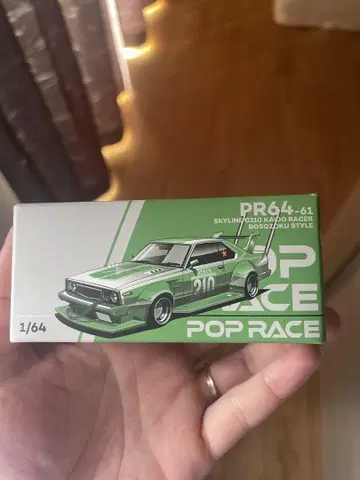 PR64-61
SKYLINE C210 KAIDO RACER
BOSOZOKU STYLE
210
POP
RACE
POP RACE
1/64